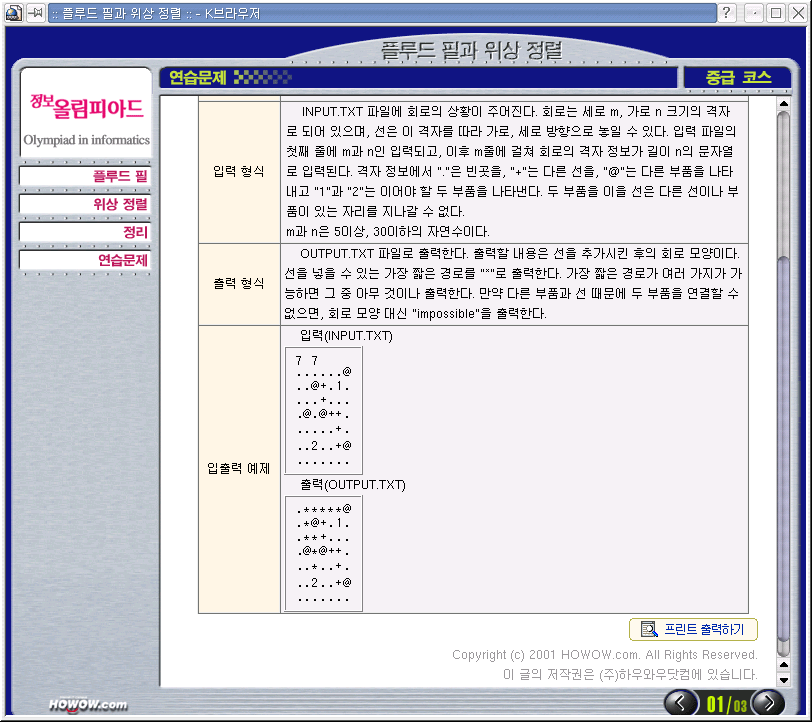 :: 플루드 필과 위상 정렬 :: - K브라우저
플루드 필과 위상 정렬
연습문제
중급 코스
정보올림피아드
Olympiad in informatics
플루드 필
위상 정렬
정리
연습문제
입력 형식
INPUT.TXT 파일에 회로의 상황이 주어진다. 회로는 세로 m, 가로 n 크기의 격자
로 되어 있으며, 선은 이 격자를 따라 가로, 세로 방향으로 놓일 수 있다. 입력 파일의
첫째 줄에 m과 n인 입력되고, 이후 m줄에 걸쳐 회로의 격자 정보가 길이 n의 문자열
로 입력된다. 격자 정보에서 "."은 빈곳을, "+"는 다른 선을, "@"는 다른 부품을 나타
내고 "1"과 "2"는 이어야 할 두 부품을 나타낸다. 두 부품을 이을 선은 다른 선이나 부
품이 있는 자리를 지나갈 수 없다.
m과 n은 5이상, 30이하의 자연수이다.
출력 형식
OUTPUT.TXT 파일로 출력한다. 출력할 내용은 선을 추가시킨 후의 회로 모양이다.
선을 넣을 수 있는 가장 짧은 경로를 "*"로 출력한다. 가장 짧은 경로가 여러 가지가 가
능하면 그 중 아무 것이나 출력한다. 만약 다른 부품과 선 때문에 두 부품을 연결할 수
없으면, 회로 모양 대신 "impossible"을 출력한다.
입출력 예제
입력(INPUT.TXT)
7 7
......@
..@+.1.
...+...
.@.@++.
.....+.
..2..+@
.......
출력(OUTPUT.TXT)
.*****@
.*@+.1.
.**+...
.@*@++.
..*..+.
..2..+@
.......
프린트 출력하기
Copyright (c) 2001 HOWOW.com. All Rights Reserved.
이 글의 저작권은 (주)하우와우닷컴에 있습니다.
HOWOW.com
01/03